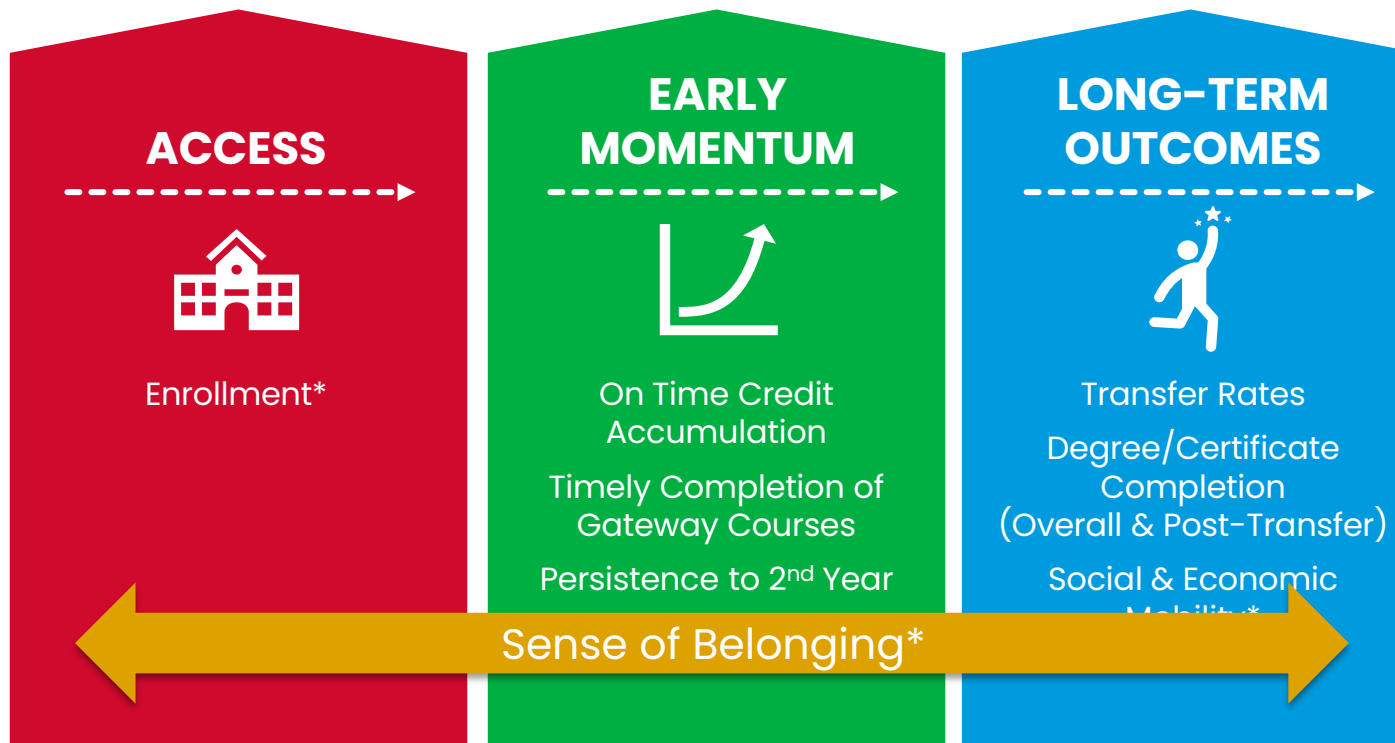 ACCESS
Enrollment*
EARLY
MOMENTUM
On Time Credit
Accumulation
Timely Completion of
Gateway Courses
Persistence to 2nd Year
LONG-TERM
OUTCOMES
Transfer Rates
Degree/Certificate
Completion
(Overall & Post-Transfer)
Social & Economic
Mobility*
Sense of Belonging*